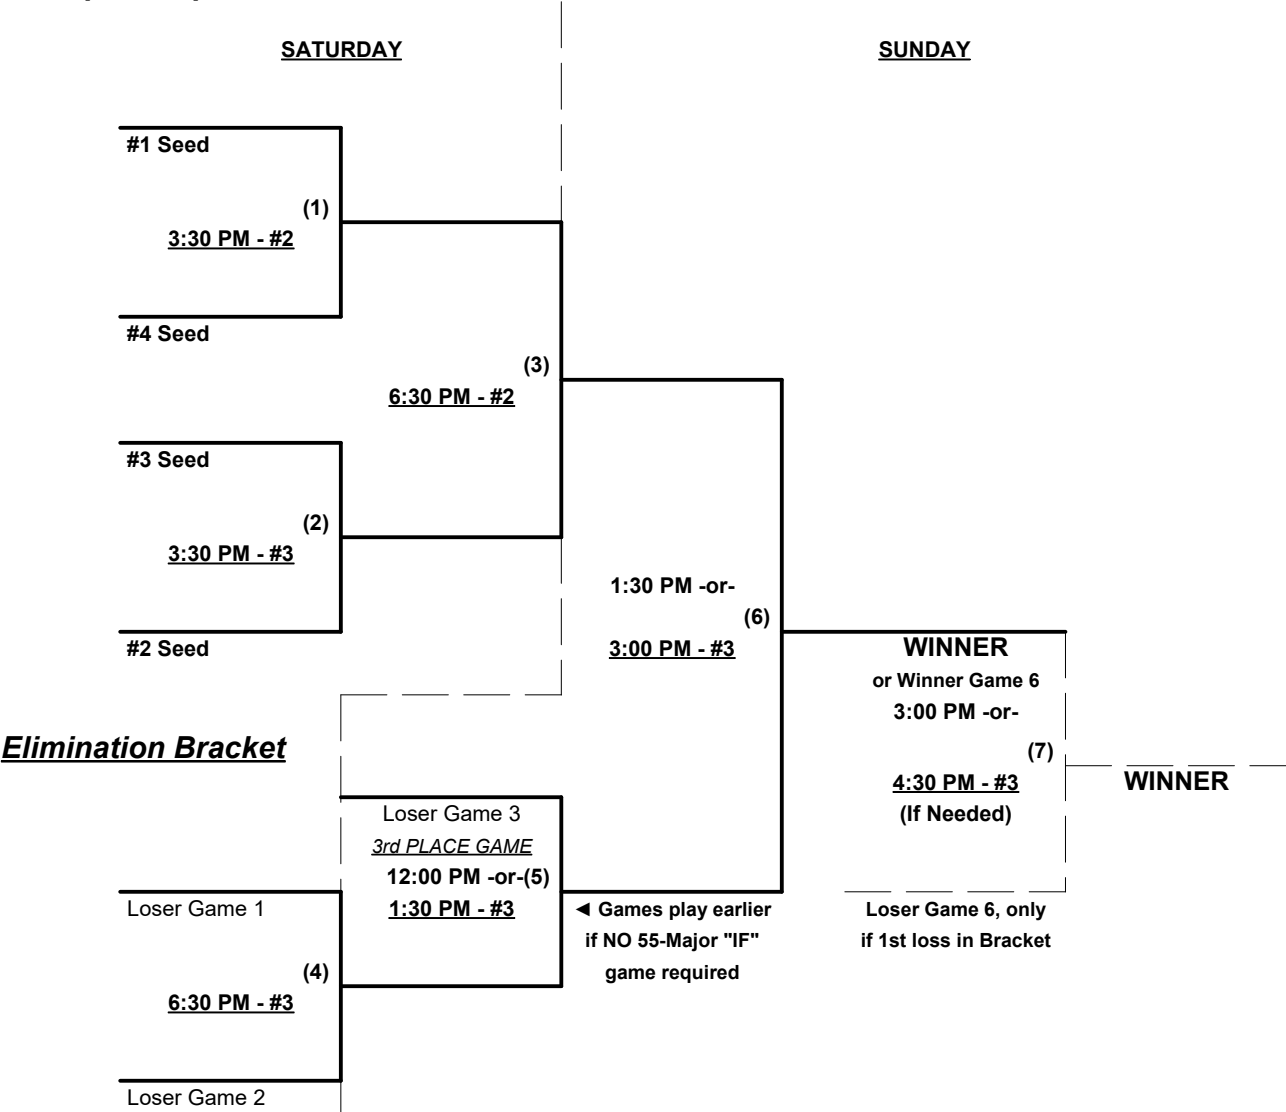 SATURDAY
SUNDAY
#1 Seed
(1)
3:30 PM - #2
#4 Seed
(3)
6:30 PM - #2
#3 Seed
(2)
3:30 PM - #3
#2 Seed
1:30 PM -or-
(6)
3:00 PM - #3
WINNER
or Winner Game 6
3:00 PM -or-
(7)
4:30 PM - #3
(If Needed)
WINNER
Loser Game 6, only
if 1st loss in Bracket
Elimination Bracket
Loser Game 3
3rd PLACE GAME
12:00 PM -or-(5)
1:30 PM - #3
◄ Games play earlier
if NO 55-Major "IF"
game required
Loser Game 1
(4)
6:30 PM - #3
Loser Game 2